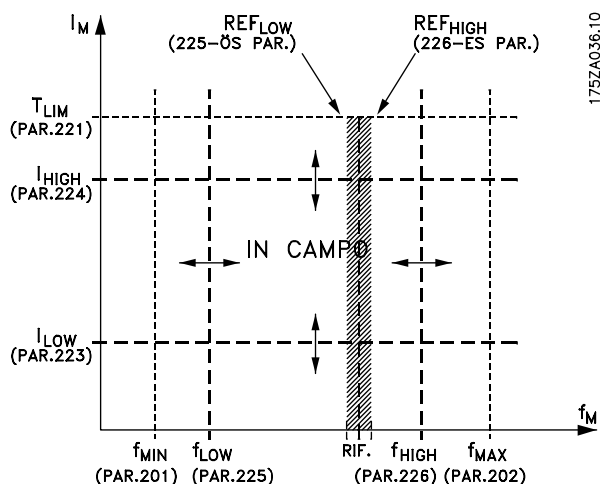 I_M
REF_LOW
(225-ÖS PAR.)
REF_HIGH
(226-ES PAR.)
175ZA036.10
T_LIM
(PAR.221)
I_HIGH
(PAR.224)
IN CAMPO
I_LOW
(PAR.223)
f_M
f_MIN
(PAR.201)
f_LOW
(PAR.225)
RIF.
f_HIGH
(PAR.226)
f_MAX
(PAR.202)